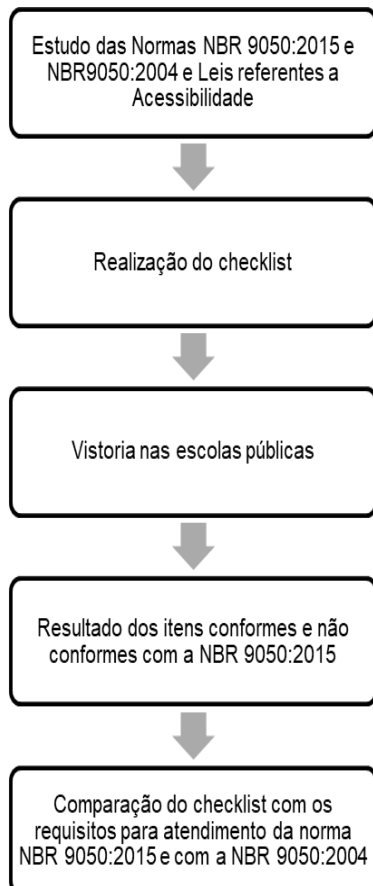 Estudo das Normas NBR 9050:2015 e
NBR9050:2004 e Leis referentes a
Acessibilidade
Realização do checklist
Vistoria nas escolas públicas
Resultado dos itens conformes e não
conformes com a NBR 9050:2015
Comparação do checklist com os
requisitos para atendimento da norma
NBR 9050:2015 e com a NBR 9050:2004